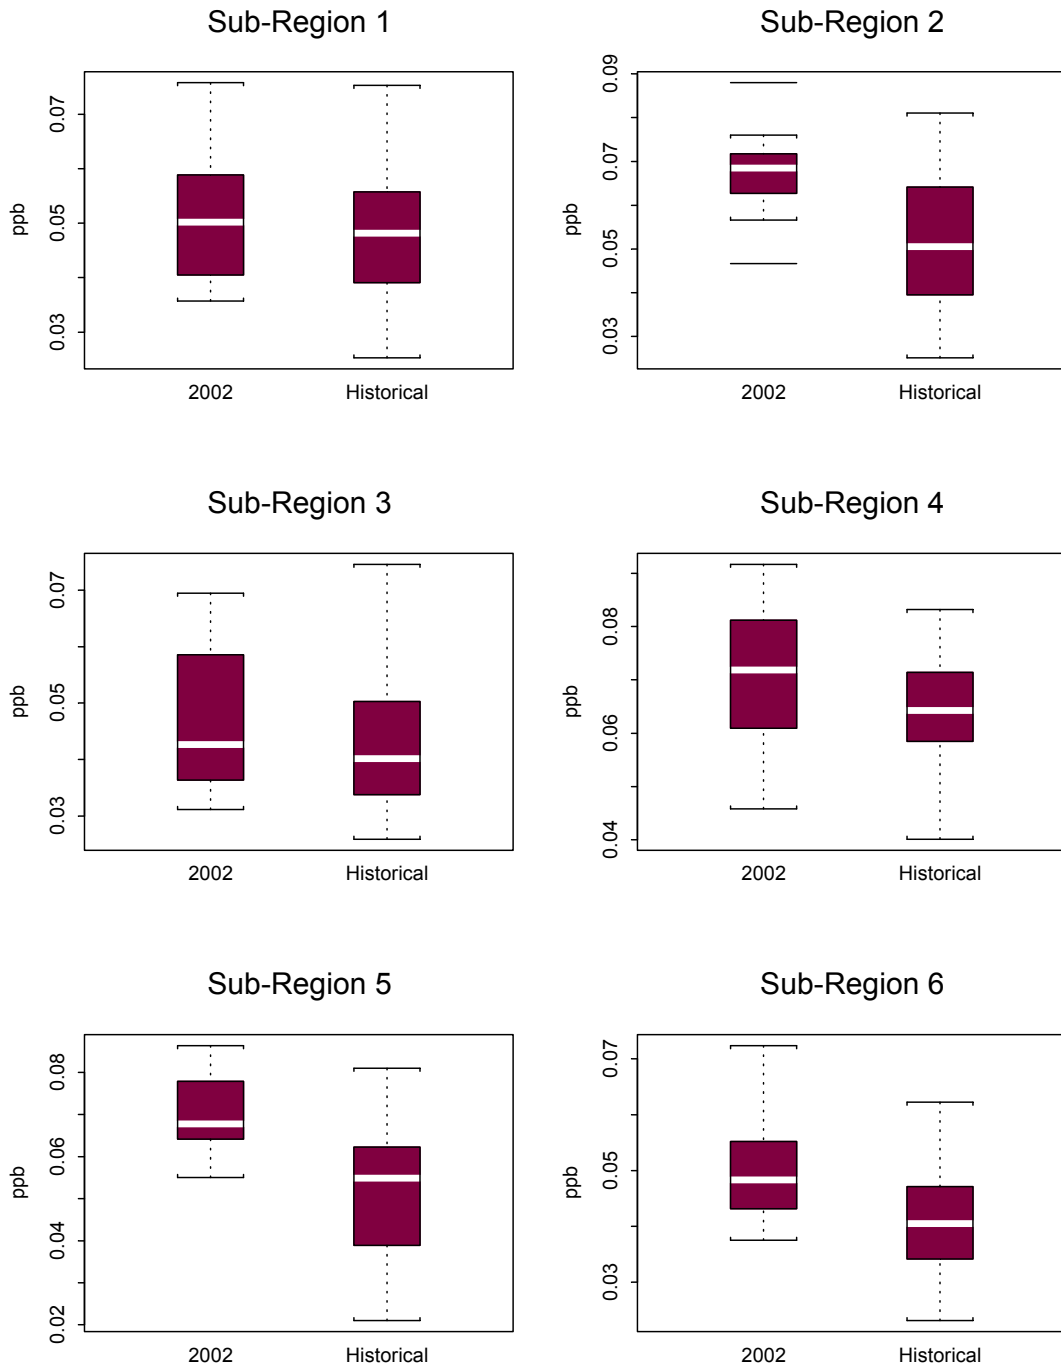 Sub-Region 1
ppb
0.07
0.05
0.03
2002 Historical
Sub-Region 2
ppb
0.09
0.07
0.05
0.03
2002 Historical
Sub-Region 3
ppb
0.07
0.05
0.03
2002 Historical
Sub-Region 4
ppb
0.08
0.06
0.04
2002 Historical
Sub-Region 5
ppb
0.08
0.06
0.04
0.02
2002 Historical
Sub-Region 6
ppb
0.07
0.05
0.03
2002 Historical